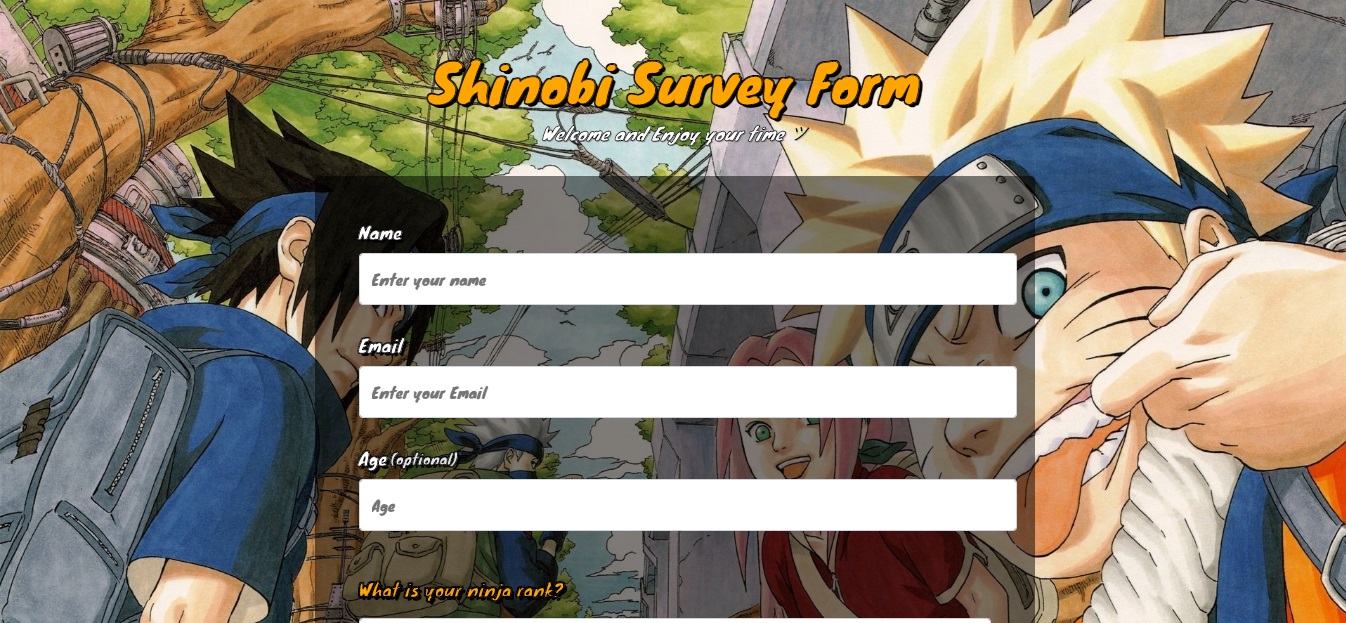 Shinobi Survey Form
Welcome and Enjoy your time ツ
Name
Enter your name
Email
Enter your Email
Age (optional)
Age
What is your ninja rank?